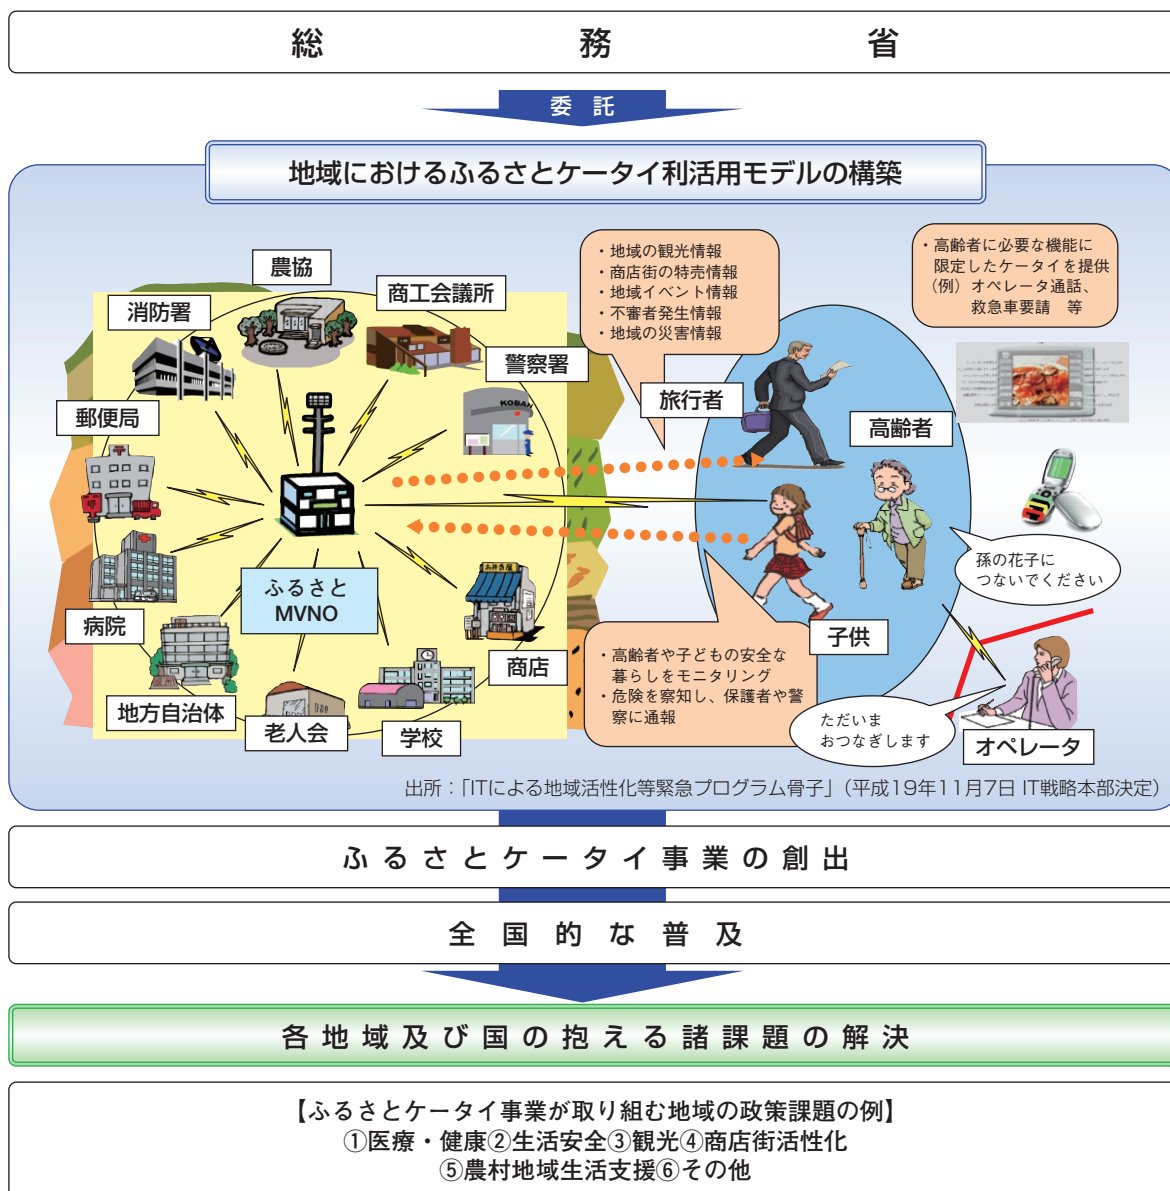 総務省
委託
地域におけるふるさとケータイ利活用モデルの構築
・地域の観光情報
・商店街の特売情報
・地域イベント情報
・不審者発生情報
・地域の災害情報
・高齢者に必要な機能に
限定したケータイを提供
（例）オペレータ通話、
救急車要請　等
農協
消防署
商工会議所
警察署
KOBAN
郵便局
旅行者
高齢者
お弁当屋
孫の花子に
つないでください
ふるさと
MVNO
病院
商店
子供
地方自治体
老人会
学校
・高齢者や子どもの安全な
暮らしをモニタリング
・危険を察知し、保護者や警
察に通報
ただいま
おつなぎします
オペレータ
出所：「ITによる地域活性化等緊急プログラム骨子」（平成19年11月7日 IT戦略本部決定）
ふるさとケータイ事業の創出
全国的な普及
各地域及び国の抱える諸課題の解決
【ふるさとケータイ事業が取り組む地域の政策課題の例】
①医療・健康②生活安全③観光④商店街活性化
⑤農村地域生活支援⑥その他